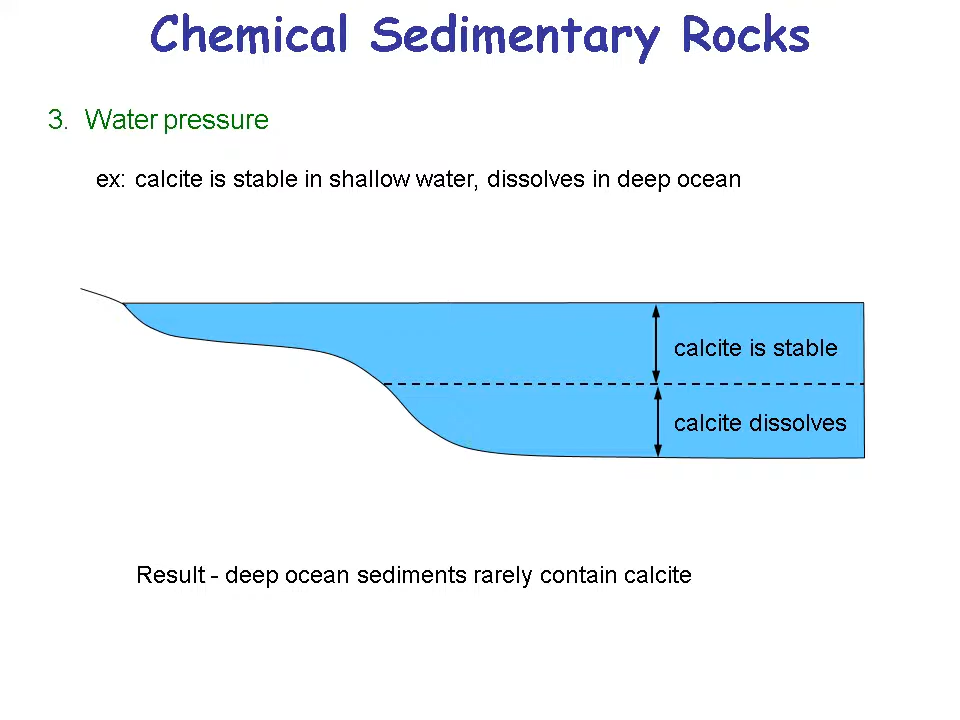 Chemical Sedimentary Rocks
3. Water pressure
ex: calcite is stable in shallow water, dissolves in deep ocean
calcite is stable
calcite dissolves
Result - deep ocean sediments rarely contain calcite